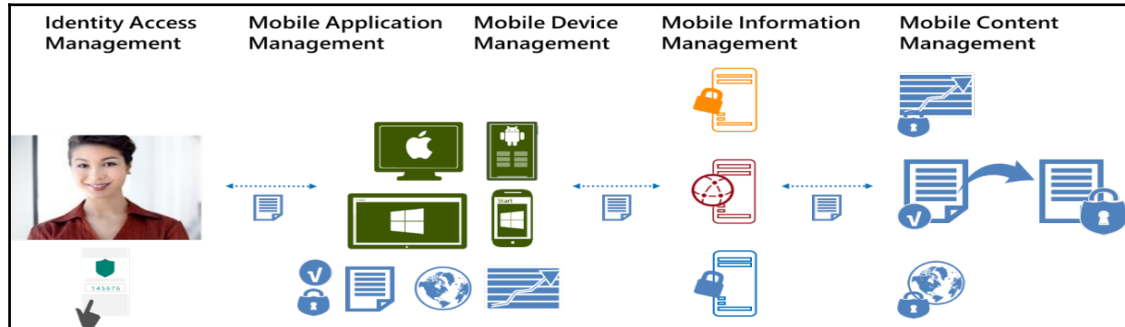 Identity Access
Management
Mobile Application
Management
Mobile Device
Management
Mobile Information
Management
Mobile Content
Management
Start
145676